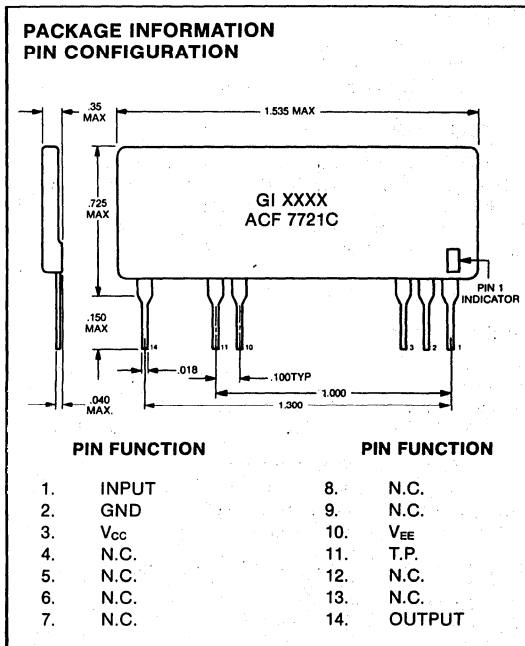 PACKAGE INFORMATION
PIN CONFIGURATION
.35
MAX
1.535 MAX
.725
MAX
GI XXXX
ACF 7721C
PIN 1
INDICATOR
.150
MAX
14
11
10
3
2
1
.018
.100TYP
.040
MAX.
1.000
1.300
PIN FUNCTION
1. INPUT
2. GND
3. VCC
4. N.C.
5. N.C.
6. N.C.
7. N.C.
PIN FUNCTION
8. N.C.
9. N.C.
10. VEE
11. T.P.
12. N.C.
13. N.C.
14. OUTPUT